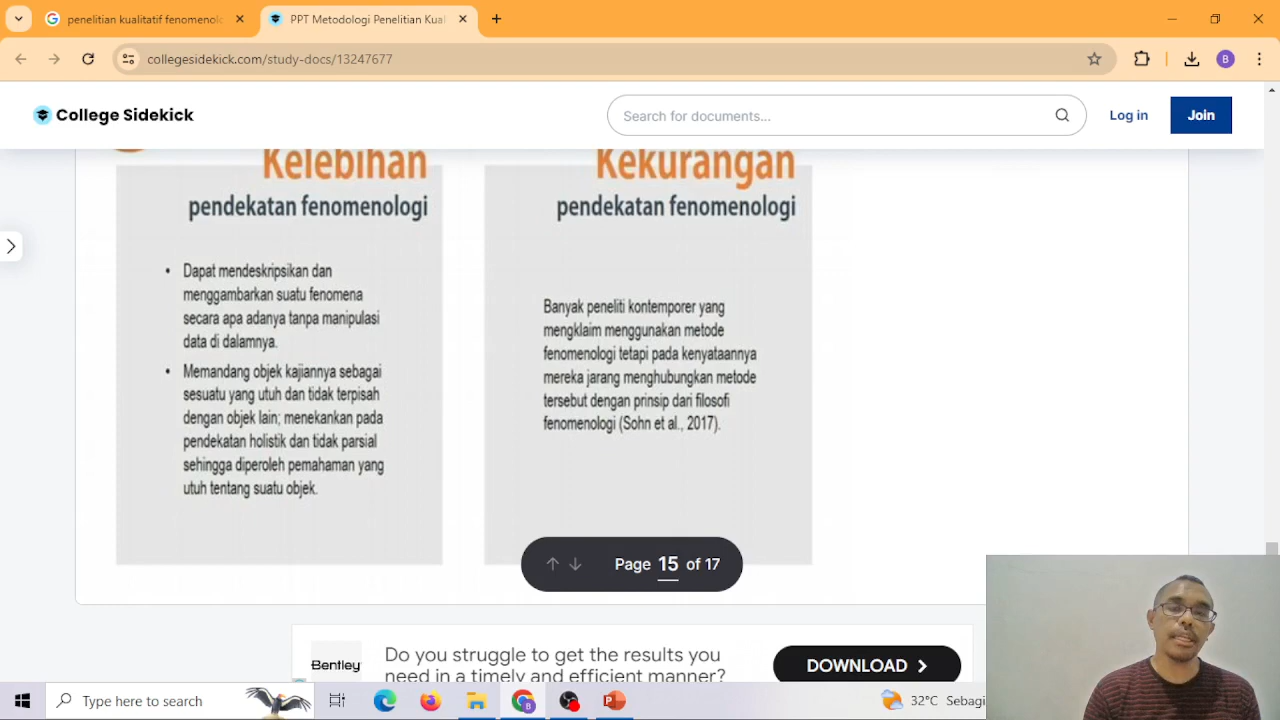 penelitian kualitatif fenomenolo
PPT Metodologi Penelitian Kual
collegesidekick.com/study-docs/13247677
B
College Sidekick
Search for documents...
Log in
Join
Kelebihan
pendekatan fenomenologi
• Dapat mendeskripsikan dan
menggambarkan suatu fenomena
secara apa adanya tanpa manipulasi
data di dalamnya.
• Memandang objek kajiannya sebagai
sesuatu yang utuh dan tidak terpisah
dengan objek lain; menekankan pada
pendekatan holistik dan tidak parsial
sehingga diperoleh pemahaman yang
utuh tentang suatu objek.
Kekurangan
pendekatan fenomenologi
Banyak peneliti kontemporer yang
mengklaim menggunakan metode
fenomenologi tetapi pada kenyataannya
mereka jarang menghubungkan metode
tersebut dengan prinsip dari filosofi
fenomenologi (Sohn et al., 2017).
Page 15 of 17
Bentley
Do you struggle to get the results you
need in a timely and efficient manner?
DOWNLOAD
Type here to search
32°C Sebagi